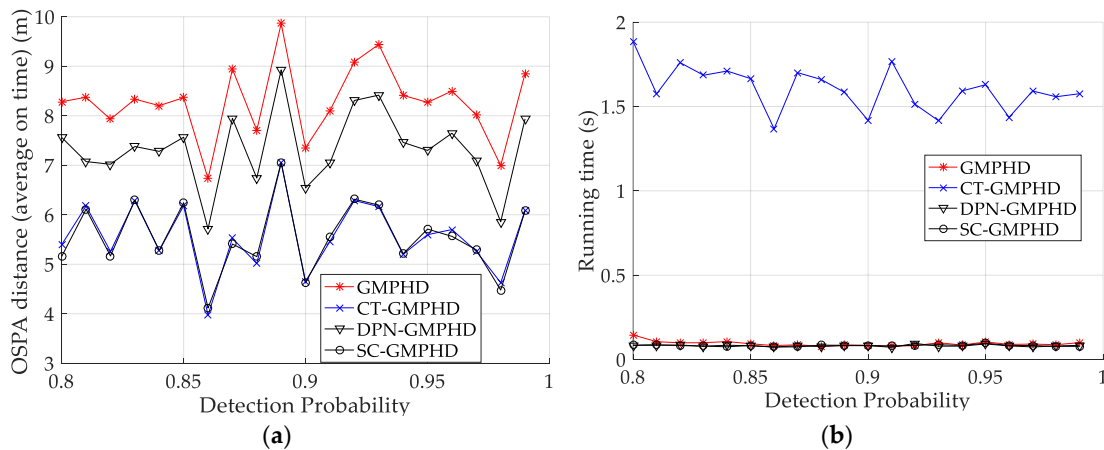 OSPA distance (average on time) (m)
10
9
8
7
6
5
4
3
0.8
0.85
0.9
0.95
1
Detection Probability
GMPHD
CT-GMPHD
DPN-GMPHD
SC-GMPHD
(a)
Running time (s)
2
1.5
1
0.5
0
0.8
0.85
0.9
0.95
1
Detection Probability
GMPHD
CT-GMPHD
DPN-GMPHD
SC-GMPHD
(b)